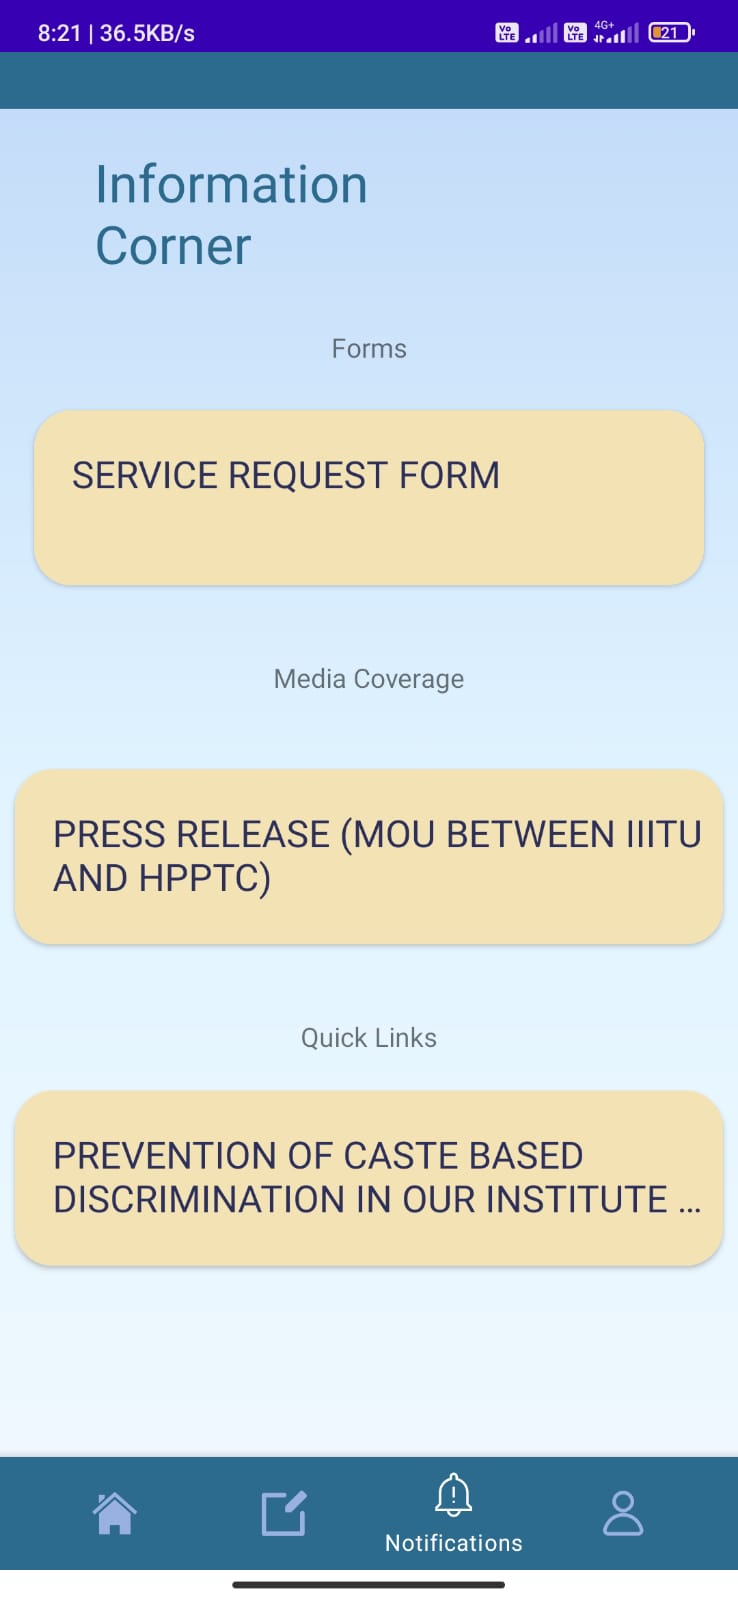 8:21 | 36.5KB/s
Vo LTE
Vo LTE
4G+
21
Information
Corner
Forms
SERVICE REQUEST FORM
Media Coverage
PRESS RELEASE (MOU BETWEEN IIITU
AND HPPTC)
Quick Links
PREVENTION OF CASTE BASED
DISCRIMINATION IN OUR INSTITUTE ...
Notifications